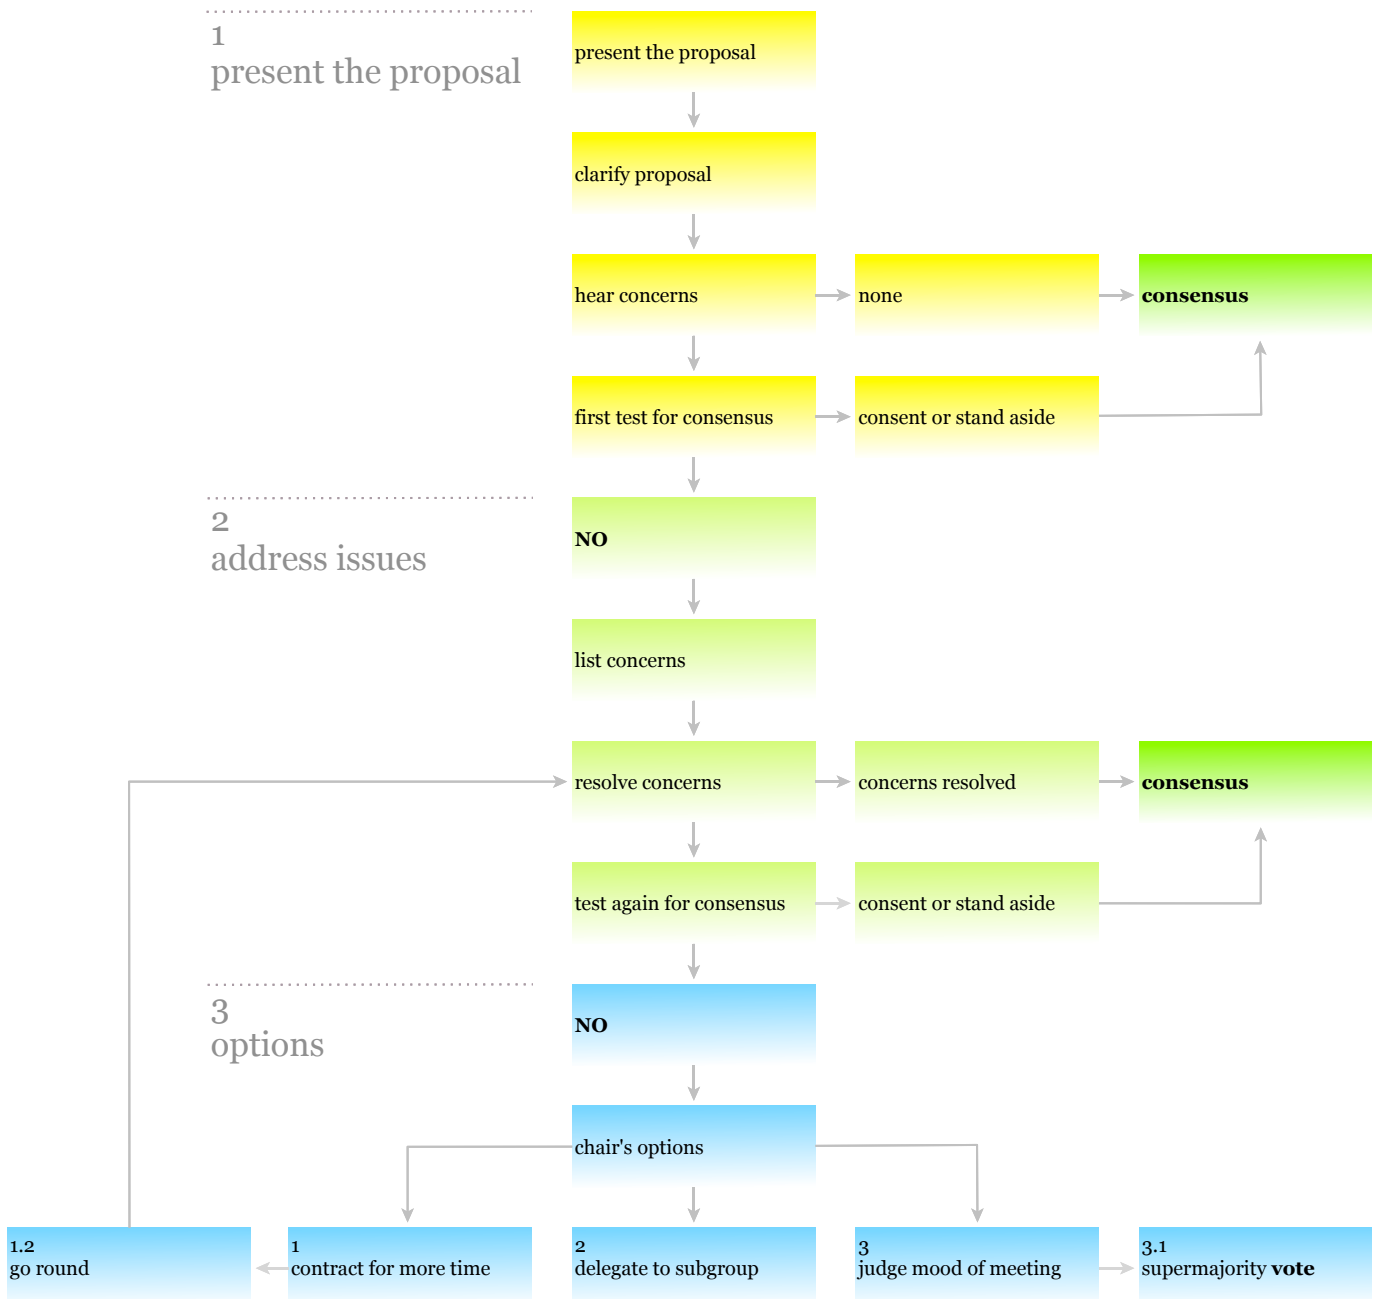 1
present the proposal
present the proposal
clarify proposal
hear concerns
none
consensus
first test for consensus
consent or stand aside
2
address issues
NO
list concerns
resolve concerns
concerns resolved
consensus
test again for consensus
consent or stand aside
3
options
NO
chair's options
1.2
go round
1
contract for more time
2
delegate to subgroup
3
judge mood of meeting
3.1
supermajority vote